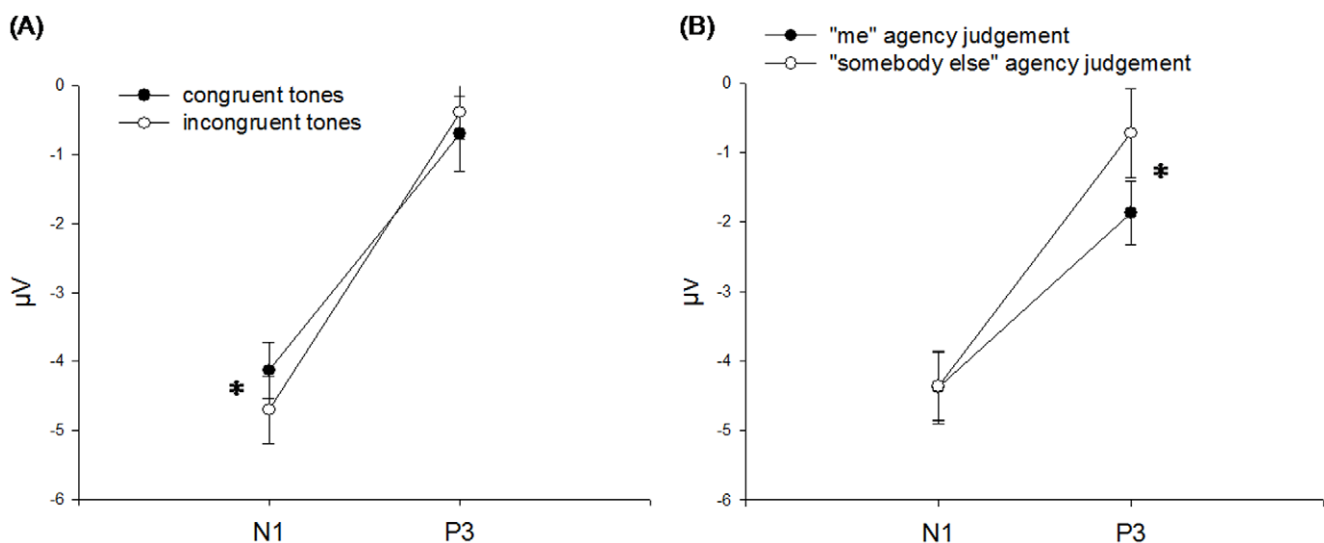 (A)
congruent tones
incongruent tones
0
-1
-2
-3
-4
-5
-6
µV
*
N1
P3
(B)
"me" agency judgement
"somebody else" agency judgement
0
-1
-2
-3
-4
-5
-6
µV
*
N1
P3